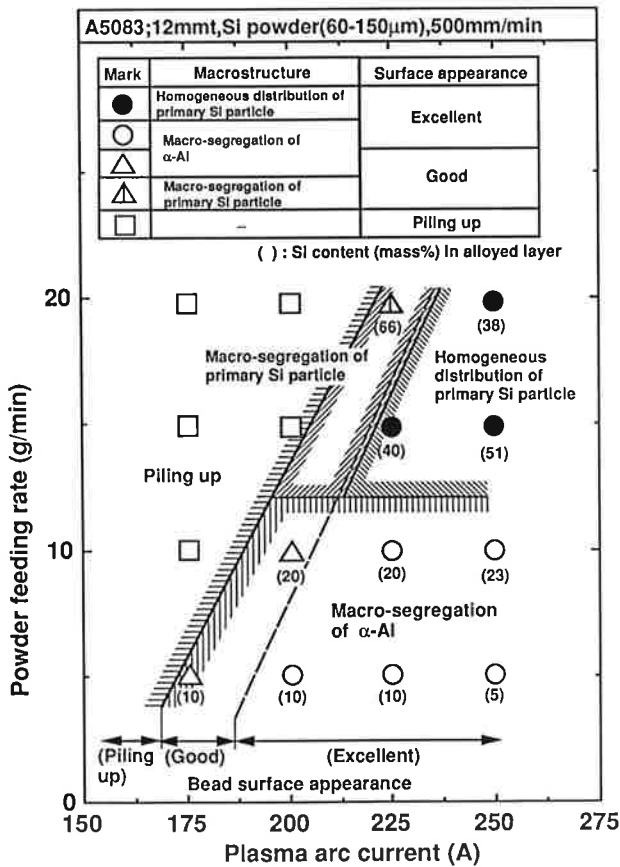 A5083;12mmt,Si powder(60-150μm),500mm/min
Mark Macrostructure Surface appearance
Homogeneous distribution of
primary Si particle
Excellent
Macro-segregation of
α-Al
Good
Macro-segregation of
primary Si particle
– Piling up
( ) : Si content (mass%) In alloyed layer
20
(66) (38)
Macro-segregation of
primary Si particle
Homogeneous
distribution of
primary Si particle
(40) (51)
Piling up
10
(20) (20) (23)
Macro-segregation
of α-Al
(10) (10) (10) (5)
(Piling
up)
(Good)
(Excellent)
Bead surface appearance
0
150 175 200 225 250 275
Plasma arc current (A)
Powder feeding rate (g/min)